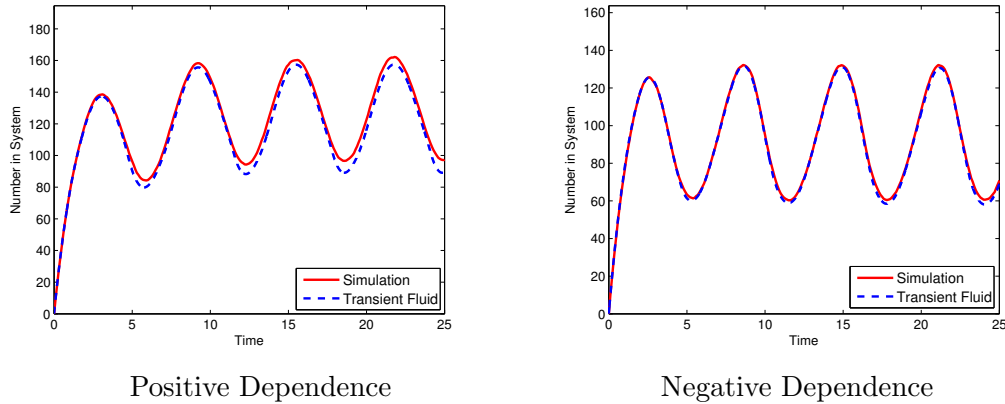 180
160
140
120
100
80
60
40
20
0
Number in System
0 5 10 15 20 25
Time
Simulation
Transient Fluid
Positive Dependence
160
140
120
100
80
60
40
20
0
Number in System
0 5 10 15 20 25
Time
Simulation
Transient Fluid
Negative Dependence